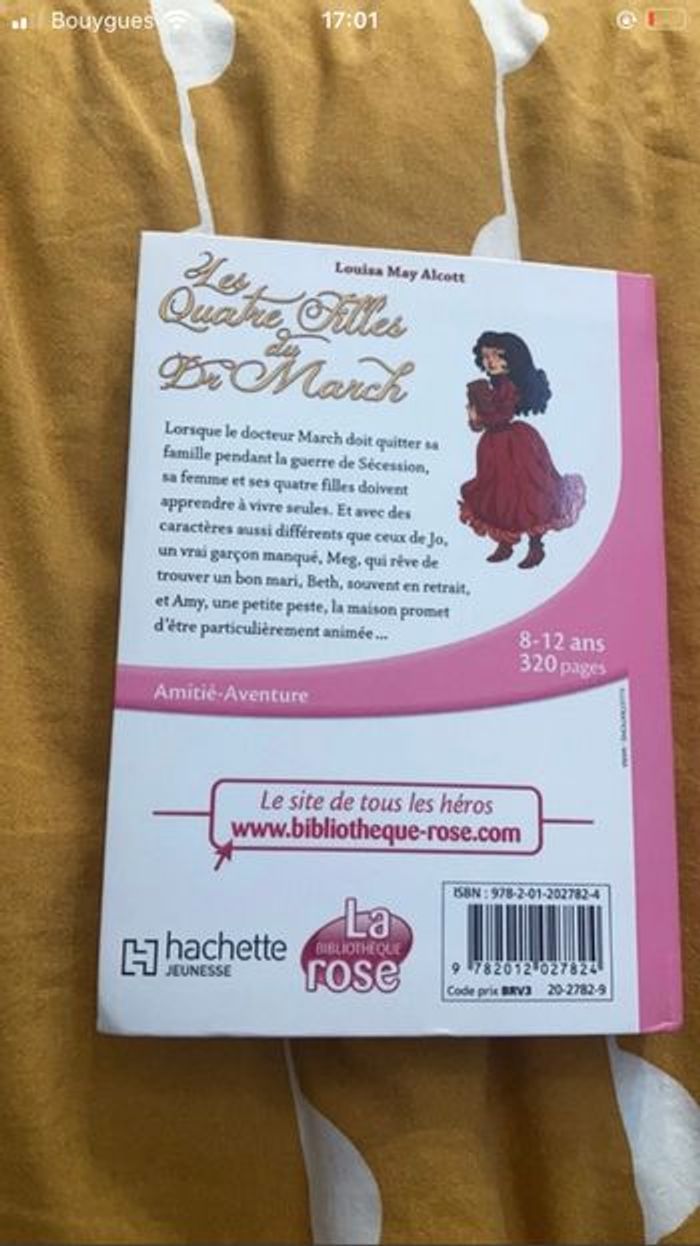 Bouygues
17:01
Louisa May Alcott
Les
Quatre Filles
du
Dr March
Lorsque le docteur March doit quitter sa
famille pendant la guerre de Sécession,
sa femme et ses quatre filles doivent
apprendre à vivre seules. Et avec des
caractères aussi différents que ceux de Jo,
un vrai garçon manqué, Meg, qui rêve de
trouver un bon mari, Beth, souvent en retrait,
et Amy, une petite peste, la maison promet
d'être particulièrement animée...
8-12 ans
320 pages
Amitié-Aventure
Le site de tous les héros
www.bibliotheque-rose.com
hachette
JEUNESSE
La
BIBLIOTHÈQUE
rose
ISBN : 978-2-01-202782-4
9 782012 027824
Code prix BRV3 20-2782-9